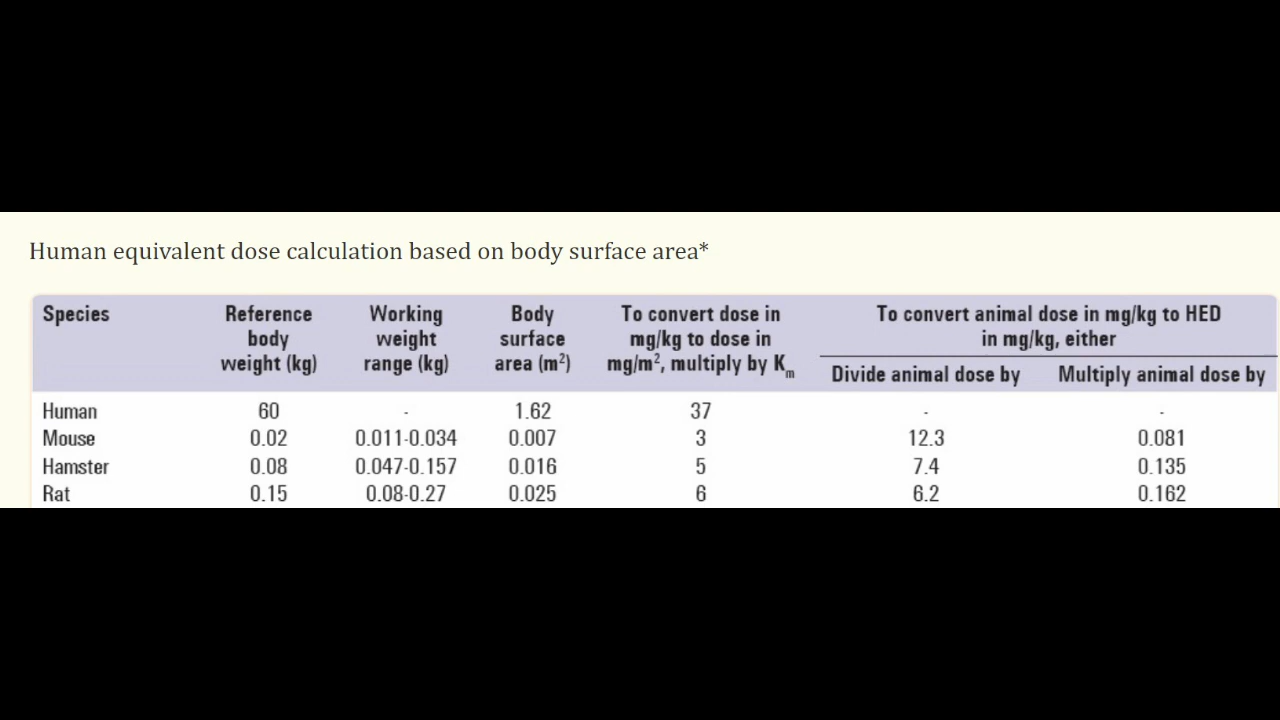 Human equivalent dose calculation based on body surface area*
Species Reference body weight (kg) Working weight range (kg) Body surface area (m²) To convert dose in mg/kg to dose in mg/m², multiply by Km To convert animal dose in mg/kg to HED in mg/kg, either
Divide animal dose by Multiply animal dose by
Human 60 - 1.62 37 - -
Mouse 0.02 0.011-0.034 0.007 3 12.3 0.081
Hamster 0.08 0.047-0.157 0.016 5 7.4 0.135
Rat 0.15 0.08-0.27 0.025 6 6.2 0.162